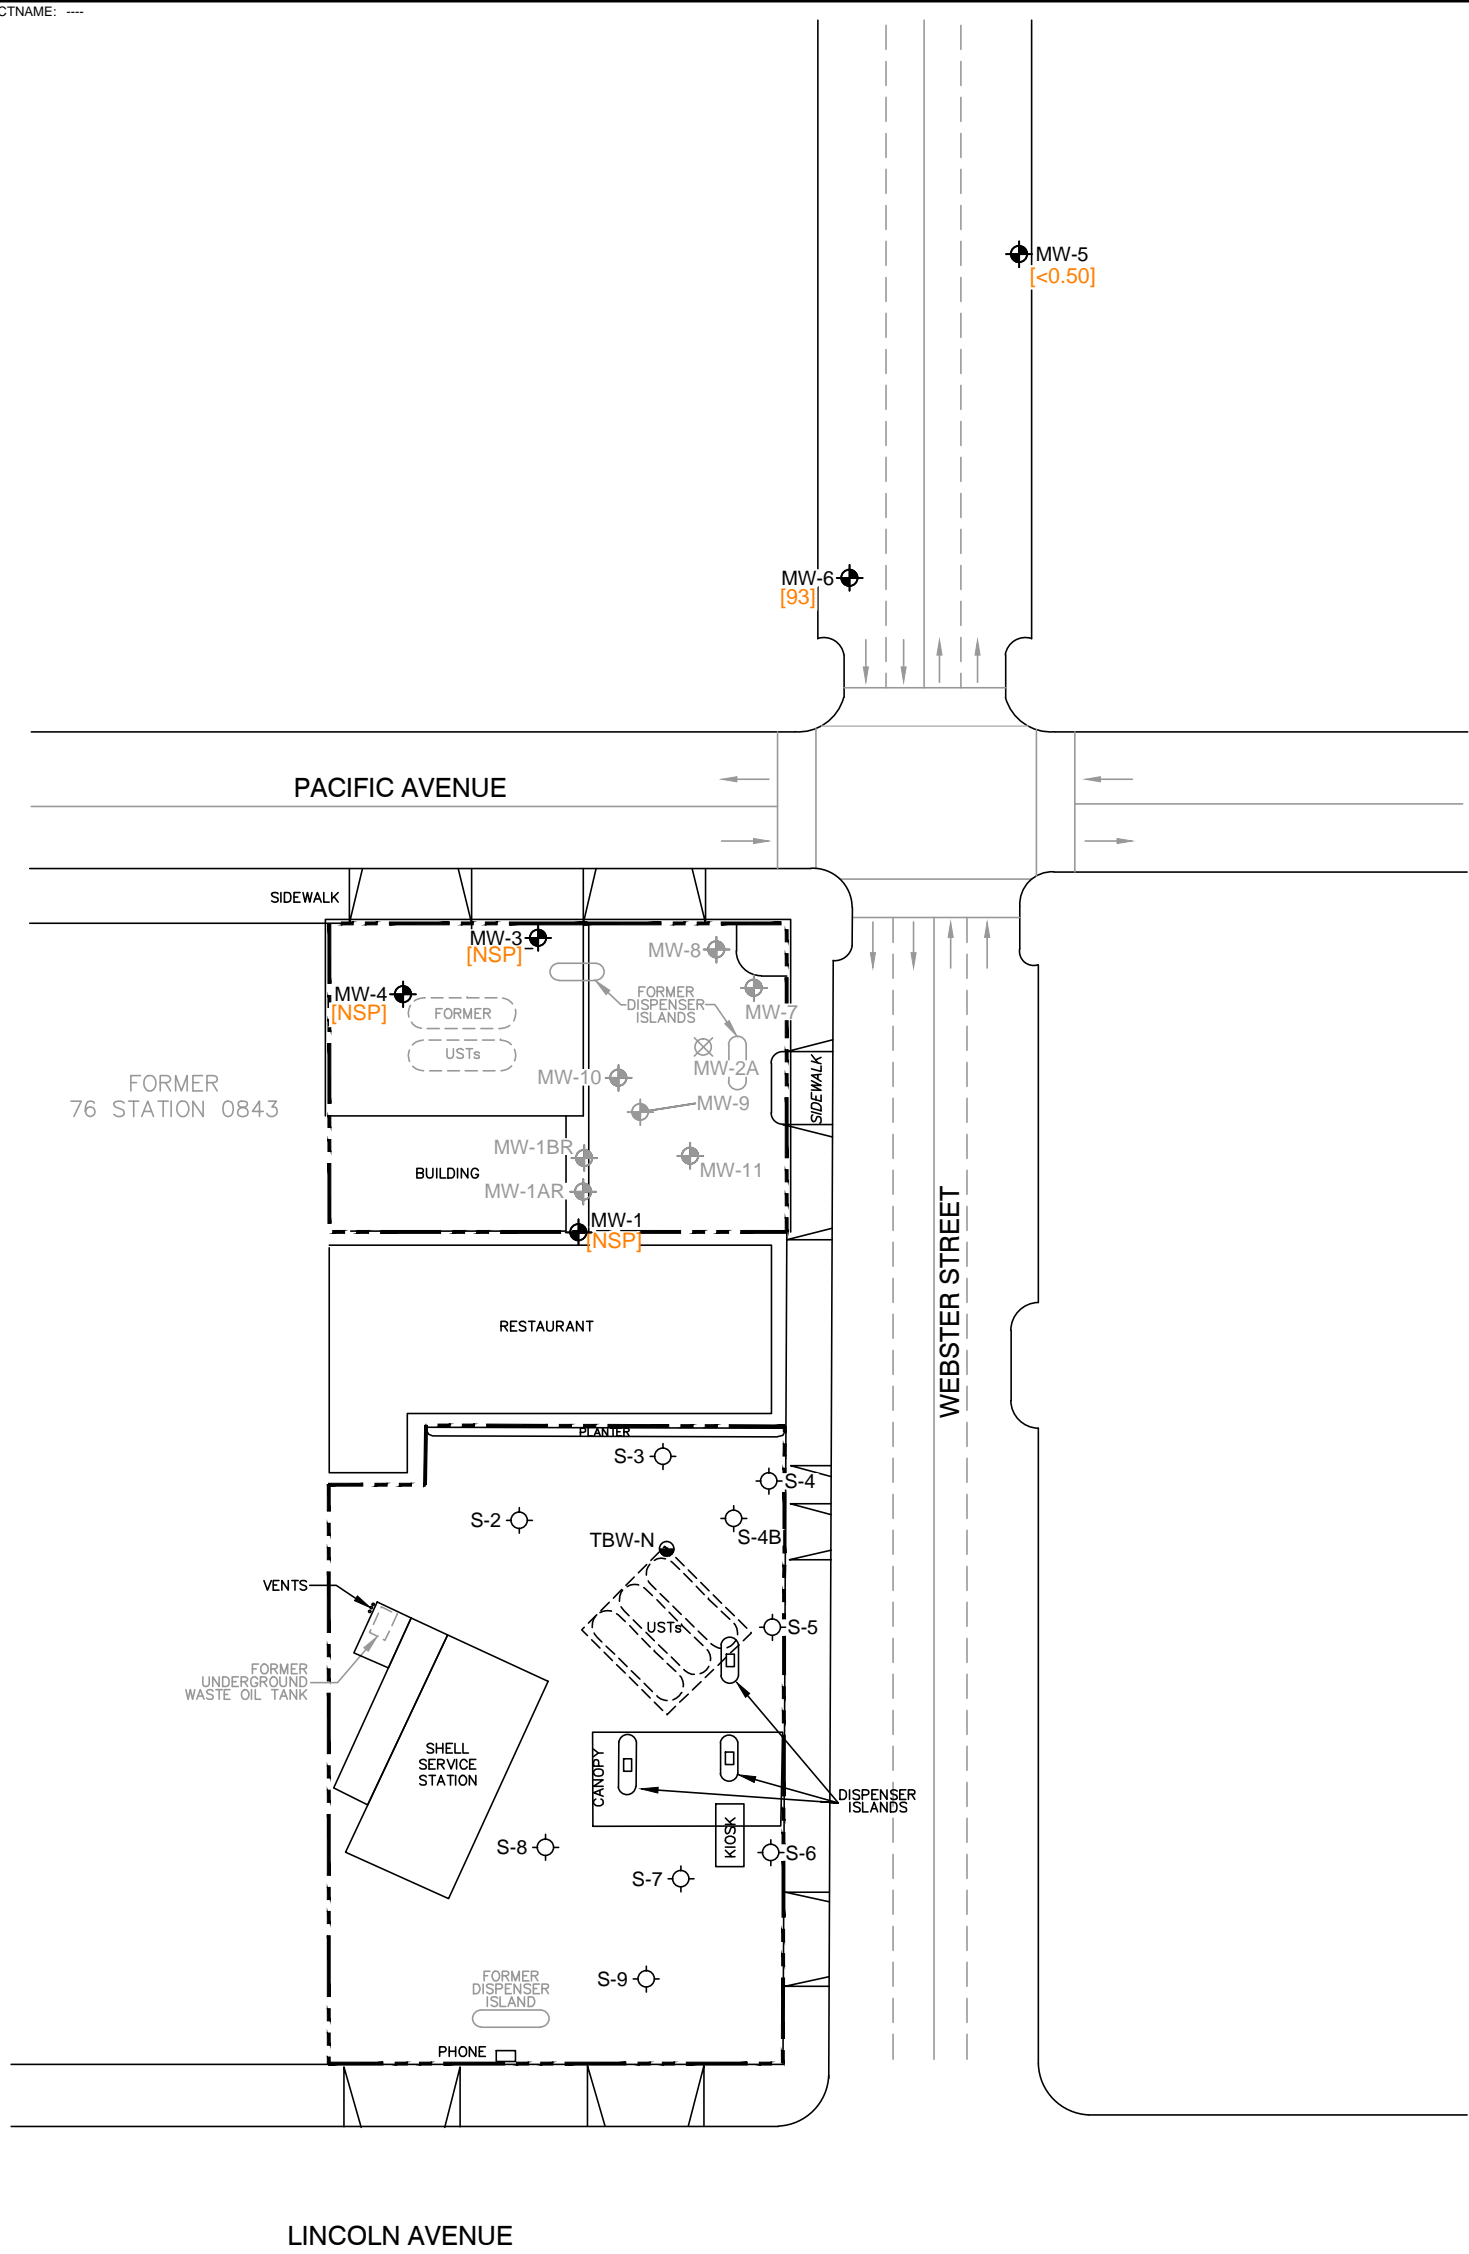 CTNAME: ----
MW-5
[<0.50]
MW-6
[93]
PACIFIC AVENUE
SIDEWALK
MW-3
[NSP]
MW-8
MW-4
[NSP]
FORMER
DISPENSER
ISLANDS
MW-7
FORMER
USTs
MW-2A
MW-10
SIDEWALK
FORMER
76 STATION 0843
MW-9
MW-1BR
MW-11
BUILDING
MW-1AR
MW-1
[NSP]
WEBSTER STREET
RESTAURANT
PLANTER
S-3
S-4
S-2
S-4B
TBW-N
VENTS
USTs
S-5
FORMER
UNDERGROUND
WASTE OIL TANK
SHELL
SERVICE
STATION
CANOPY
DISPENSER
ISLANDS
KIOSK
S-8
S-6
S-7
S-9
FORMER
DISPENSER
ISLAND
PHONE
LINCOLN AVENUE